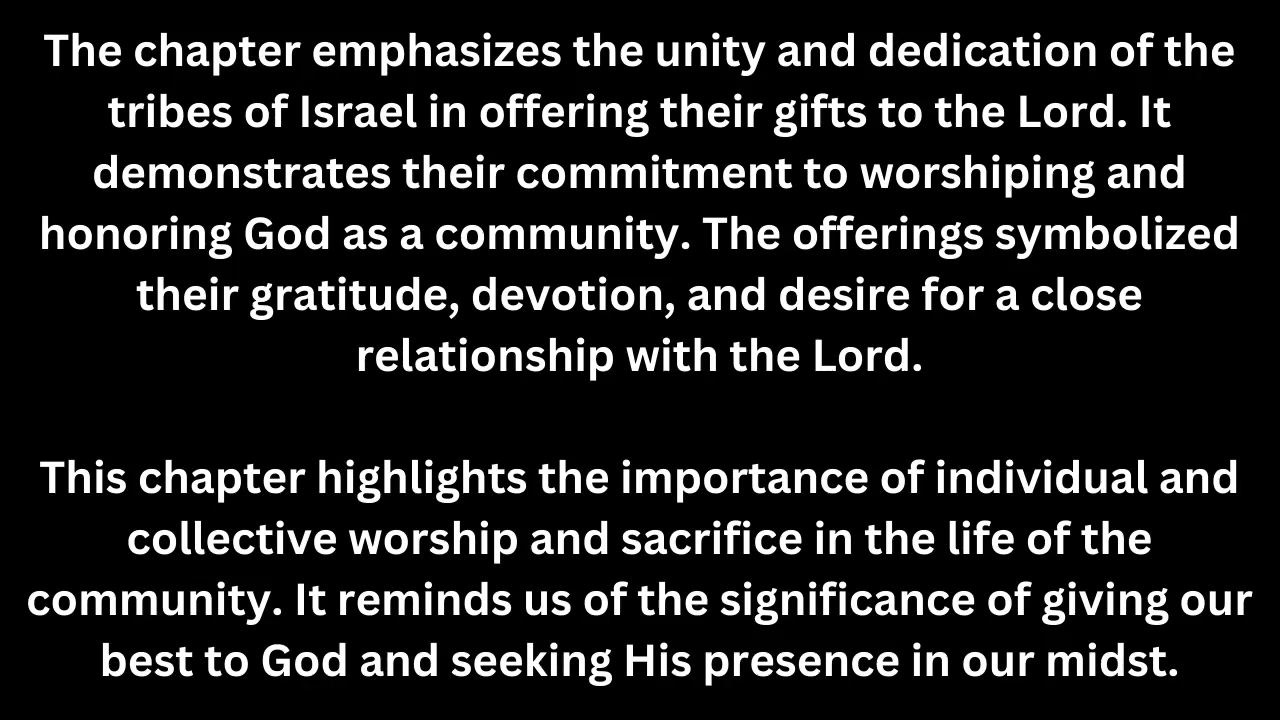 The chapter emphasizes the unity and dedication of the
tribes of Israel in offering their gifts to the Lord. It
demonstrates their commitment to worshiping and
honoring God as a community. The offerings symbolized
their gratitude, devotion, and desire for a close
relationship with the Lord.
This chapter highlights the importance of individual and
collective worship and sacrifice in the life of the
community. It reminds us of the significance of giving our
best to God and seeking His presence in our midst.